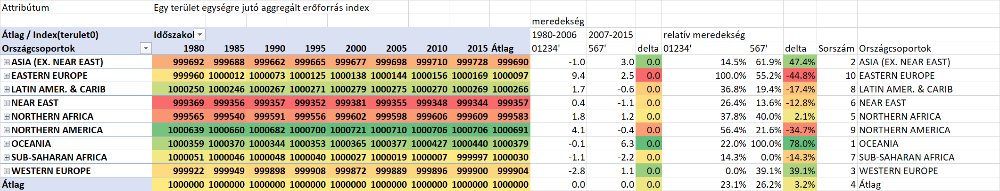 Attribútum Egy terület egységre jutó aggregált erőforrás index
meredekség
Átlag / Index(terulet0) Időszakol 1980-2006 2007-2015 relatív meredekség
Országcsoportok 1980 1985 1990 1995 2000 2005 2010 2015 Átlag 01234' 567' delta 01234' 567' delta Sorszám Országcsoportok
ASIA (EX. NEAR EAST) 999692 999688 999662 999665 999677 999698 999710 999728 999690 -1.0 3.0 0.0 14.5% 61.9% 47.4% 2 ASIA (EX. NEAR EAST)
EASTERN EUROPE 999960 1000012 1000073 1000125 1000138 1000144 1000156 1000169 1000097 9.4 2.5 0.0 100.0% 55.2% -44.8% 10 EASTERN EUROPE
LATIN AMER. & CARIB 1000250 1000246 1000267 1000271 1000279 1000275 1000270 1000269 1000266 1.7 -0.6 0.0 36.8% 19.4% -17.4% 8 LATIN AMER. & CARIB
NEAR EAST 999369 999356 999357 999352 999381 999355 999348 999344 999357 0.4 -1.1 0.0 26.4% 13.6% -12.8% 6 NEAR EAST
NORTHERN AFRICA 999565 999540 999591 999556 999602 999598 999606 999609 999583 1.8 1.2 0.0 37.8% 40.0% 2.1% 5 NORTHERN AFRICA
NORTHERN AMERICA 1000639 1000660 1000682 1000700 1000721 1000710 1000706 1000706 1000691 4.1 -0.4 0.0 56.4% 21.6% -34.7% 9 NORTHERN AMERICA
OCEANIA 1000359 1000370 1000344 1000353 1000365 1000377 1000427 1000440 1000379 -0.1 6.3 0.0 22.0% 100.0% 78.0% 1 OCEANIA
SUB-SAHARAN AFRICA 1000051 1000046 1000048 1000040 1000027 1000019 1000007 999997 1000030 -1.1 -2.2 0.0 14.3% 0.0% -14.3% 7 SUB-SAHARAN AFRICA
WESTERN EUROPE 999922 999949 999898 999908 999872 999889 999896 999900 999904 -2.8 1.1 0.0 0.0% 39.1% 39.1% 3 WESTERN EUROPE
Átlag 1000000 1000000 1000000 1000000 1000000 1000000 1000000 1000000 1000000 0.0 0.0 0.0 23.1% 26.2% 3.2% 4 Átlag